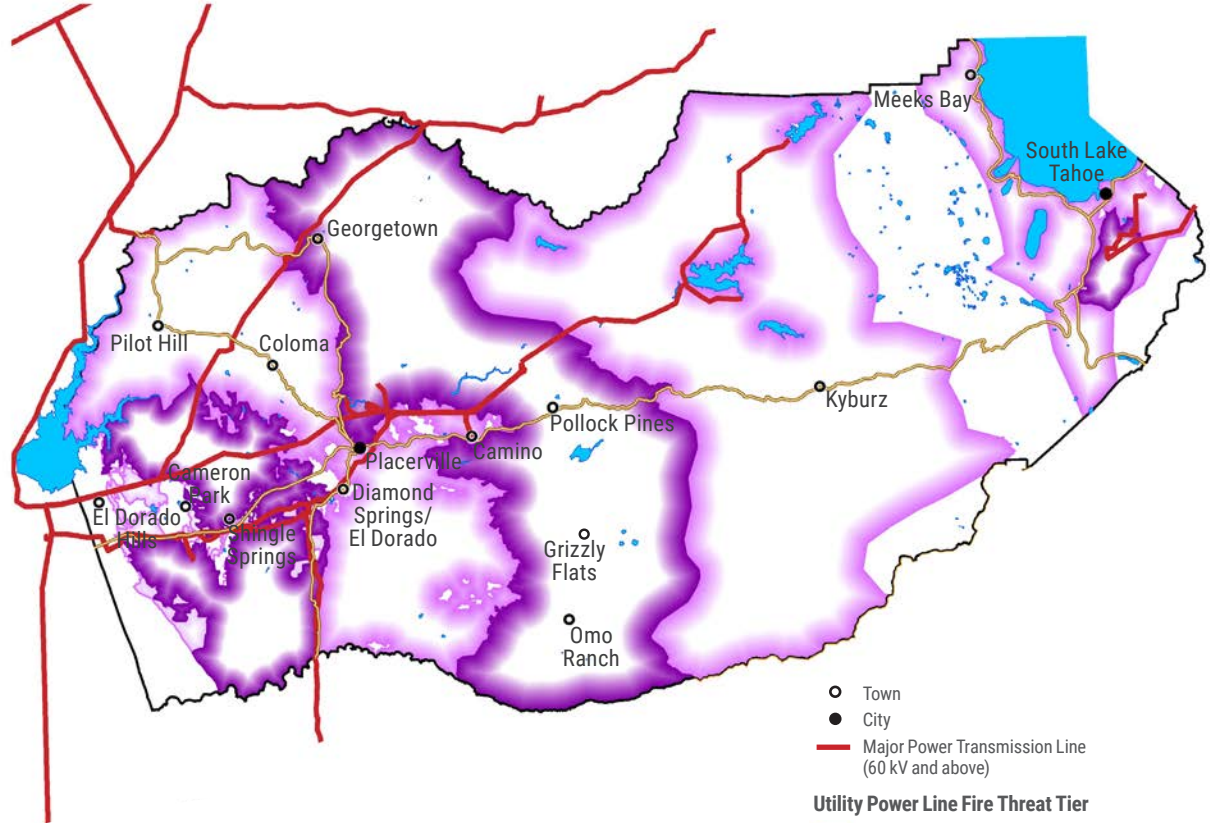 Meeks Bay
South Lake
Tahoe
Georgetown
Pilot Hill
Coloma
Kyburz
Pollock Pines
Camino
Placerville
Cameron
Park
Diamond
Springs/
El Dorado
El Dorado
Hills
Shingle
Springs
Grizzly
Flats
Omo
Ranch
Town
City
Major Power Transmission Line
(60 kV and above)
Utility Power Line Fire Threat Tier